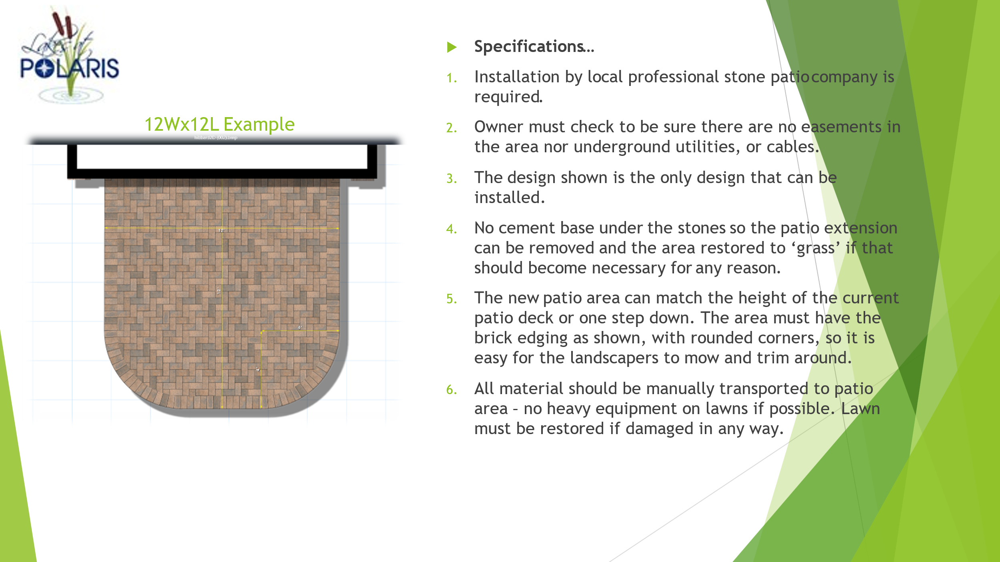 Lakes of
POLARIS
12Wx12L Example
hibbard2D (002).bmp
12'
12'
4'
4'
Specifications…
1. Installation by local professional stone patio company is
required.
2. Owner must check to be sure there are no easements in
the area nor underground utilities, or cables.
3. The design shown is the only design that can be
installed.
4. No cement base under the stones so the patio extension
can be removed and the area restored to ‘grass’ if that
should become necessary for any reason.
5. The new patio area can match the height of the current
patio deck or one step down. The area must have the
brick edging as shown, with rounded corners, so it is
easy for the landscapers to mow and trim around.
6. All material should be manually transported to patio
area – no heavy equipment on lawns if possible. Lawn
must be restored if damaged in any way.